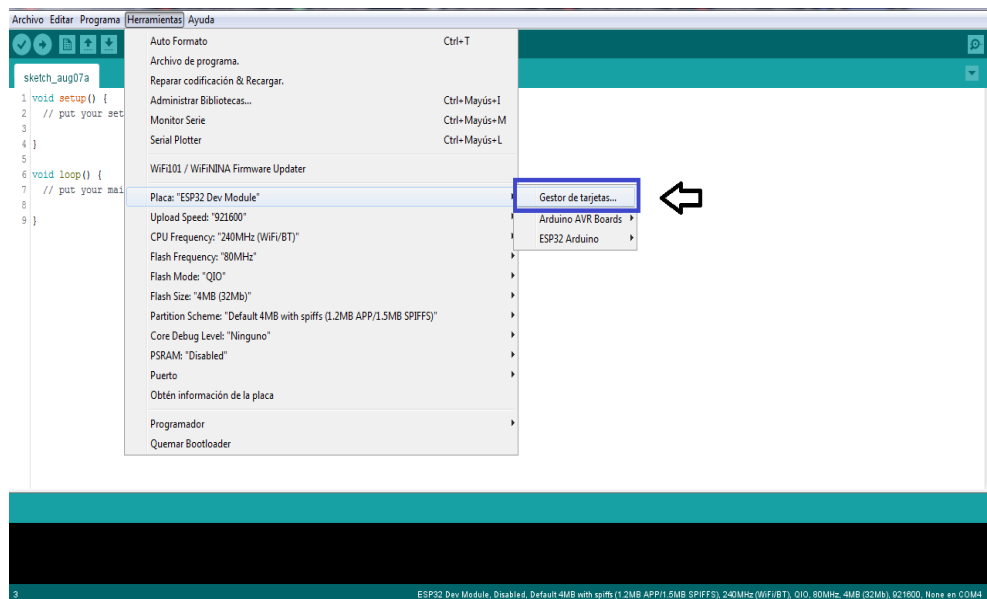 Archivo Editar Programa Herramientas Ayuda
sketch_aug07a
1 void setup() {
2 // put your set
3
4 }
5
6 void loop() {
7 // put your mai
8
9 }
Auto Formato Ctrl+T
Archivo de programa.
Reparar codificación & Recargar.
Administrar Bibliotecas... Ctrl+Mayús+I
Monitor Serie Ctrl+Mayús+M
Serial Plotter Ctrl+Mayús+L
WiFi101 / WiFiNINA Firmware Updater
Placa: "ESP32 Dev Module"
Upload Speed: "921600"
CPU Frequency: "240MHz (WiFi/BT)"
Flash Frequency: "80MHz"
Flash Mode: "QIO"
Flash Size: "4MB (32Mb)"
Partition Scheme: "Default 4MB with spiffs (1.2MB APP/1.5MB SPIFFS)"
Core Debug Level: "Ninguno"
PSRAM: "Disabled"
Puerto
Obtén información de la placa
Programador
Quemar Bootloader
Gestor de tarjetas...
Arduino AVR Boards
ESP32 Arduino
3 ESP32 Dev Module, Disabled, Default 4MB with spiffs (1.2MB APP/1.5MB SPIFFS), 240MHz (WiFi/BT), QIO, 80MHz, 4MB (32Mb), 921600, None en COM4